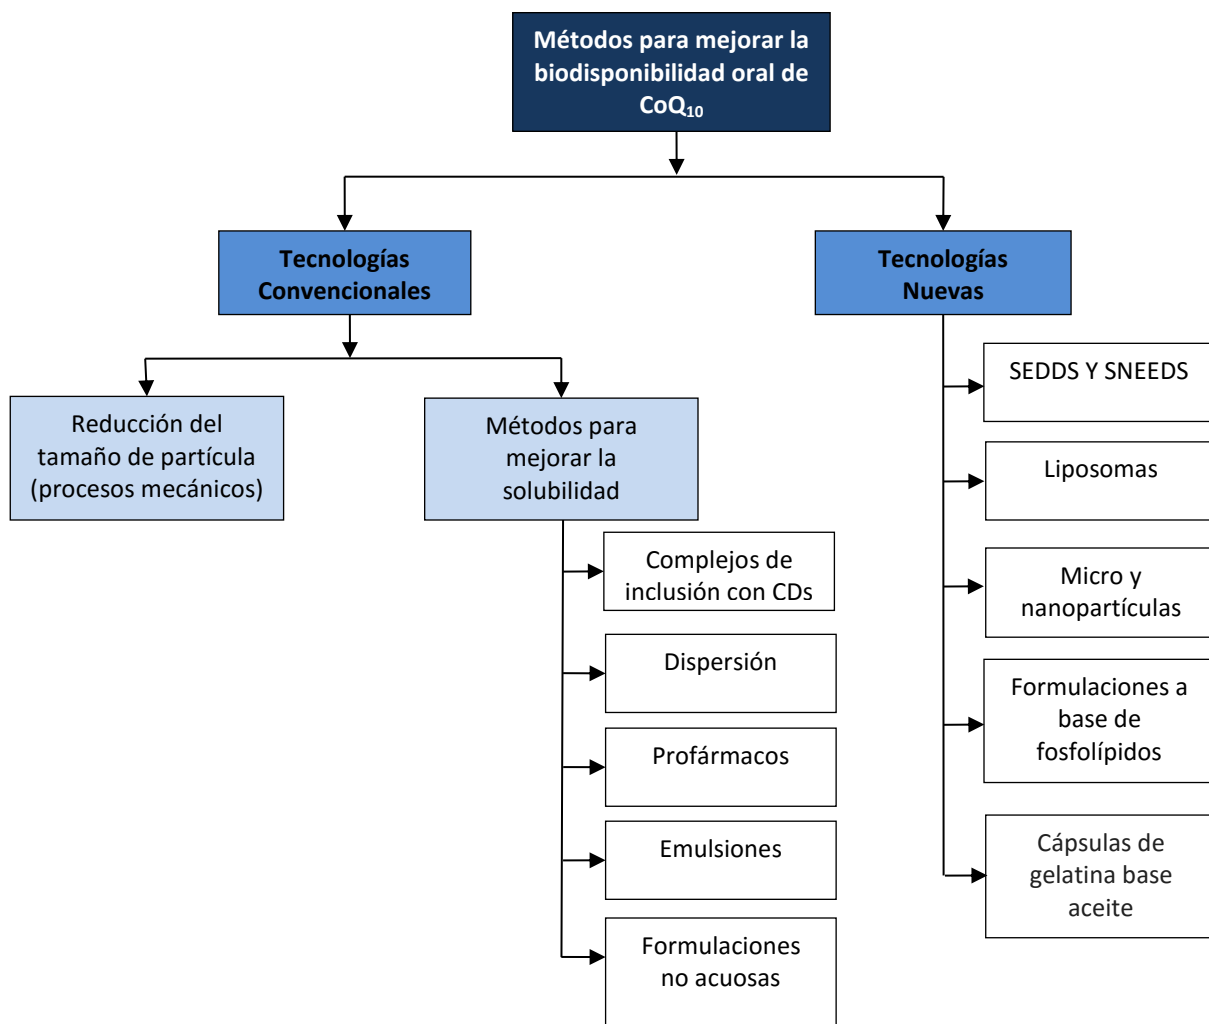 Métodos para mejorar la
biodisponibilidad oral de
CoQ₁₀
Tecnologías
Convencionales
Tecnologías
Nuevas
Reducción del
tamaño de partícula
(procesos mecánicos)
Métodos para
mejorar la
solubilidad
Complejos de
inclusión con CDs
Dispersión
Profármacos
Emulsiones
Formulaciones
no acuosas
SEDDS Y SNEEDS
Liposomas
Micro y
nanopartículas
Formulaciones a
base de
fosfolípidos
Cápsulas de
gelatina base
aceite